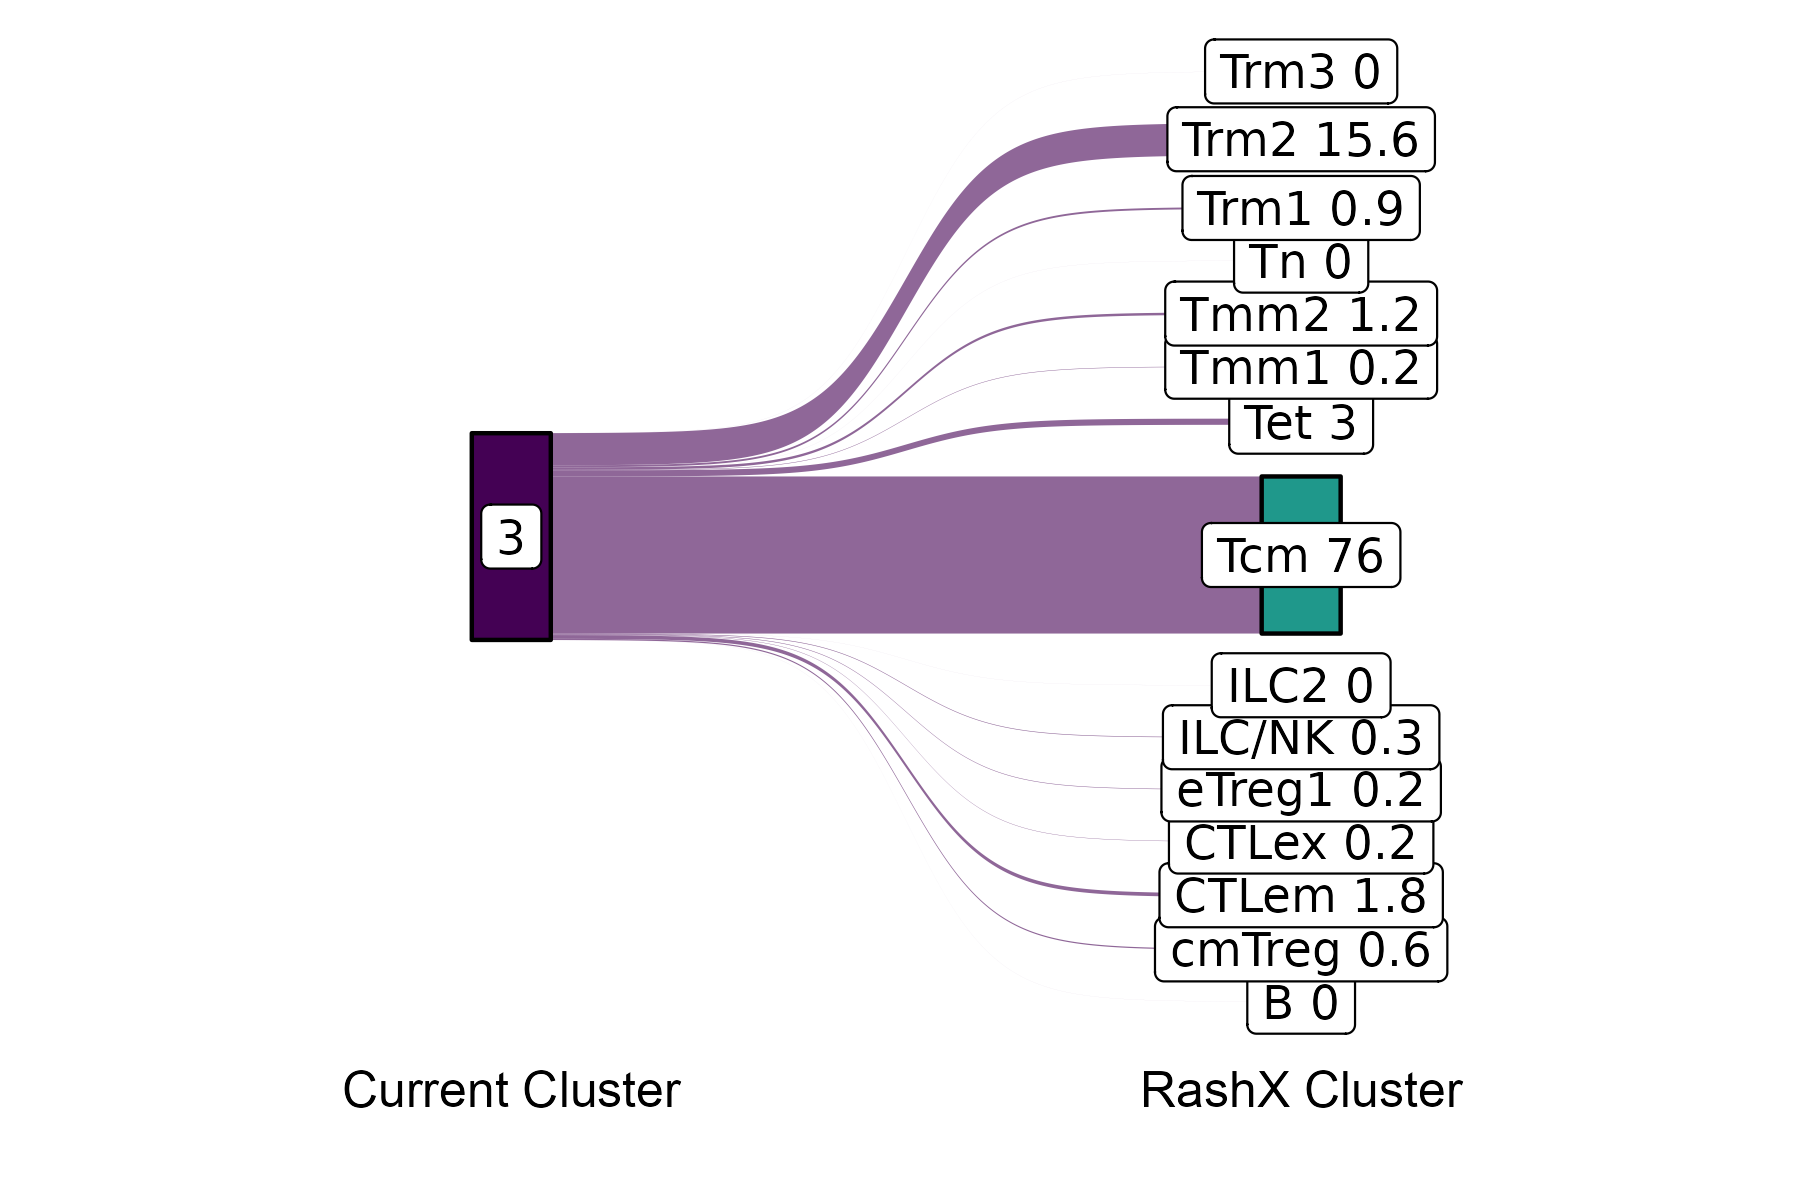 Trm3 0
Trm2 15.6
Trm1 0.9
Tn 0
Tmm2 1.2
Tmm1 0.2
Tet 3
3
Tcm 76
ILC2 0
ILC/NK 0.3
eTreg1 0.2
CTLex 0.2
CTLem 1.8
cmTreg 0.6
B 0
Current Cluster
RashX Cluster